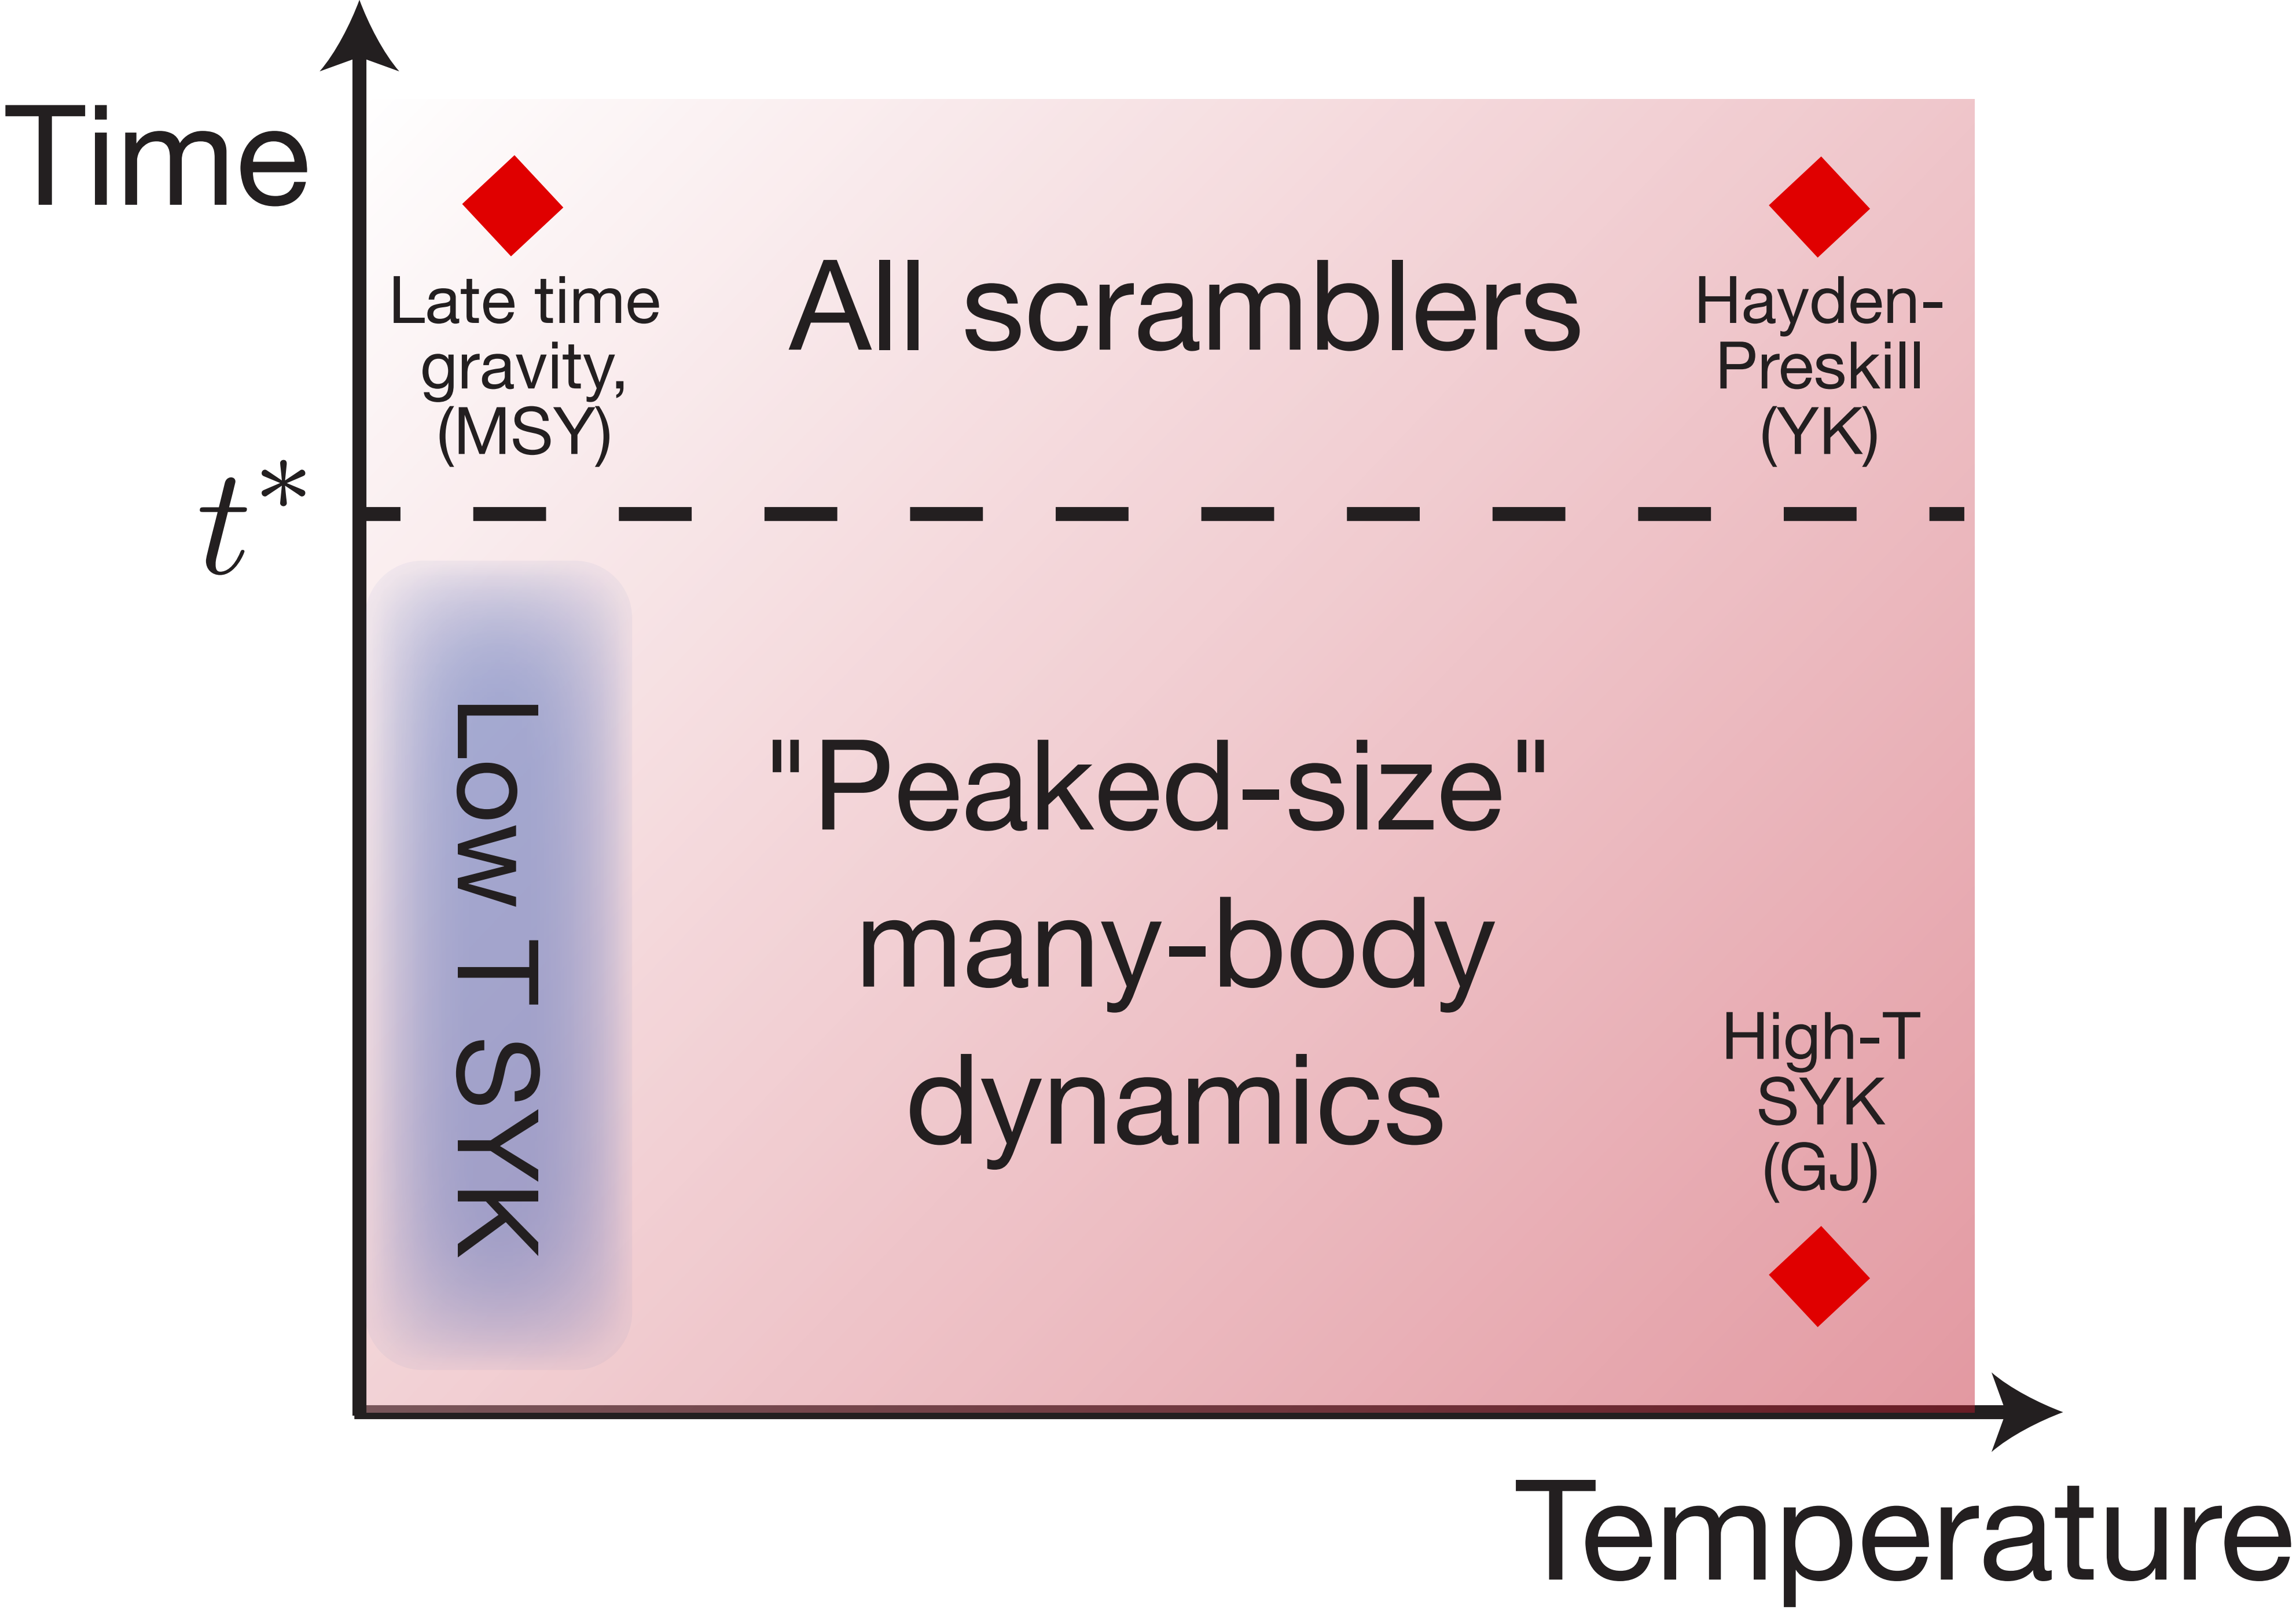 Time
Late time
gravity,
(MSY)
All scramblers
Hayden-
Preskill
(YK)
t*
Low T SYK
"Peaked-size"
many-body
dynamics
High-T
SYK
(GJ)
Temperature